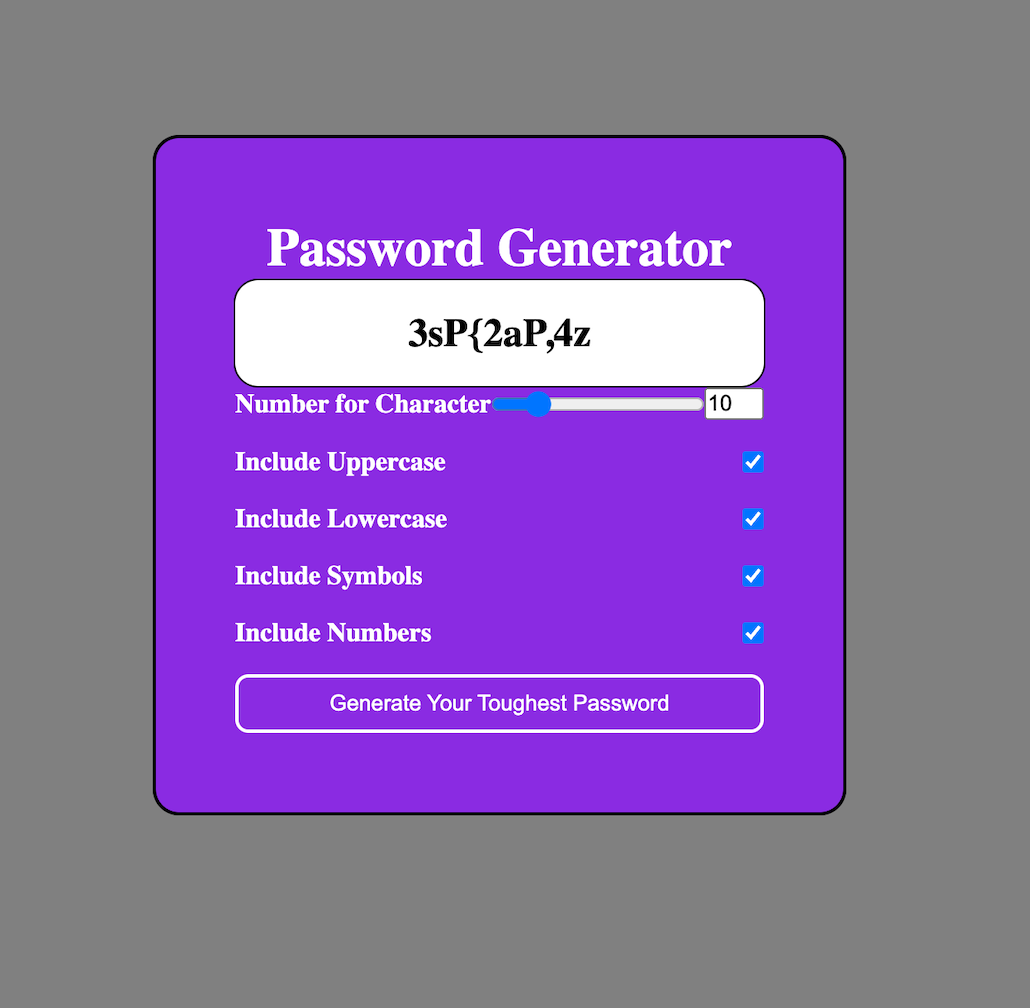 Password Generator
3sP{2aP,4z
Number for Character 10
Include Uppercase
Include Lowercase
Include Symbols
Include Numbers
Generate Your Toughest Password